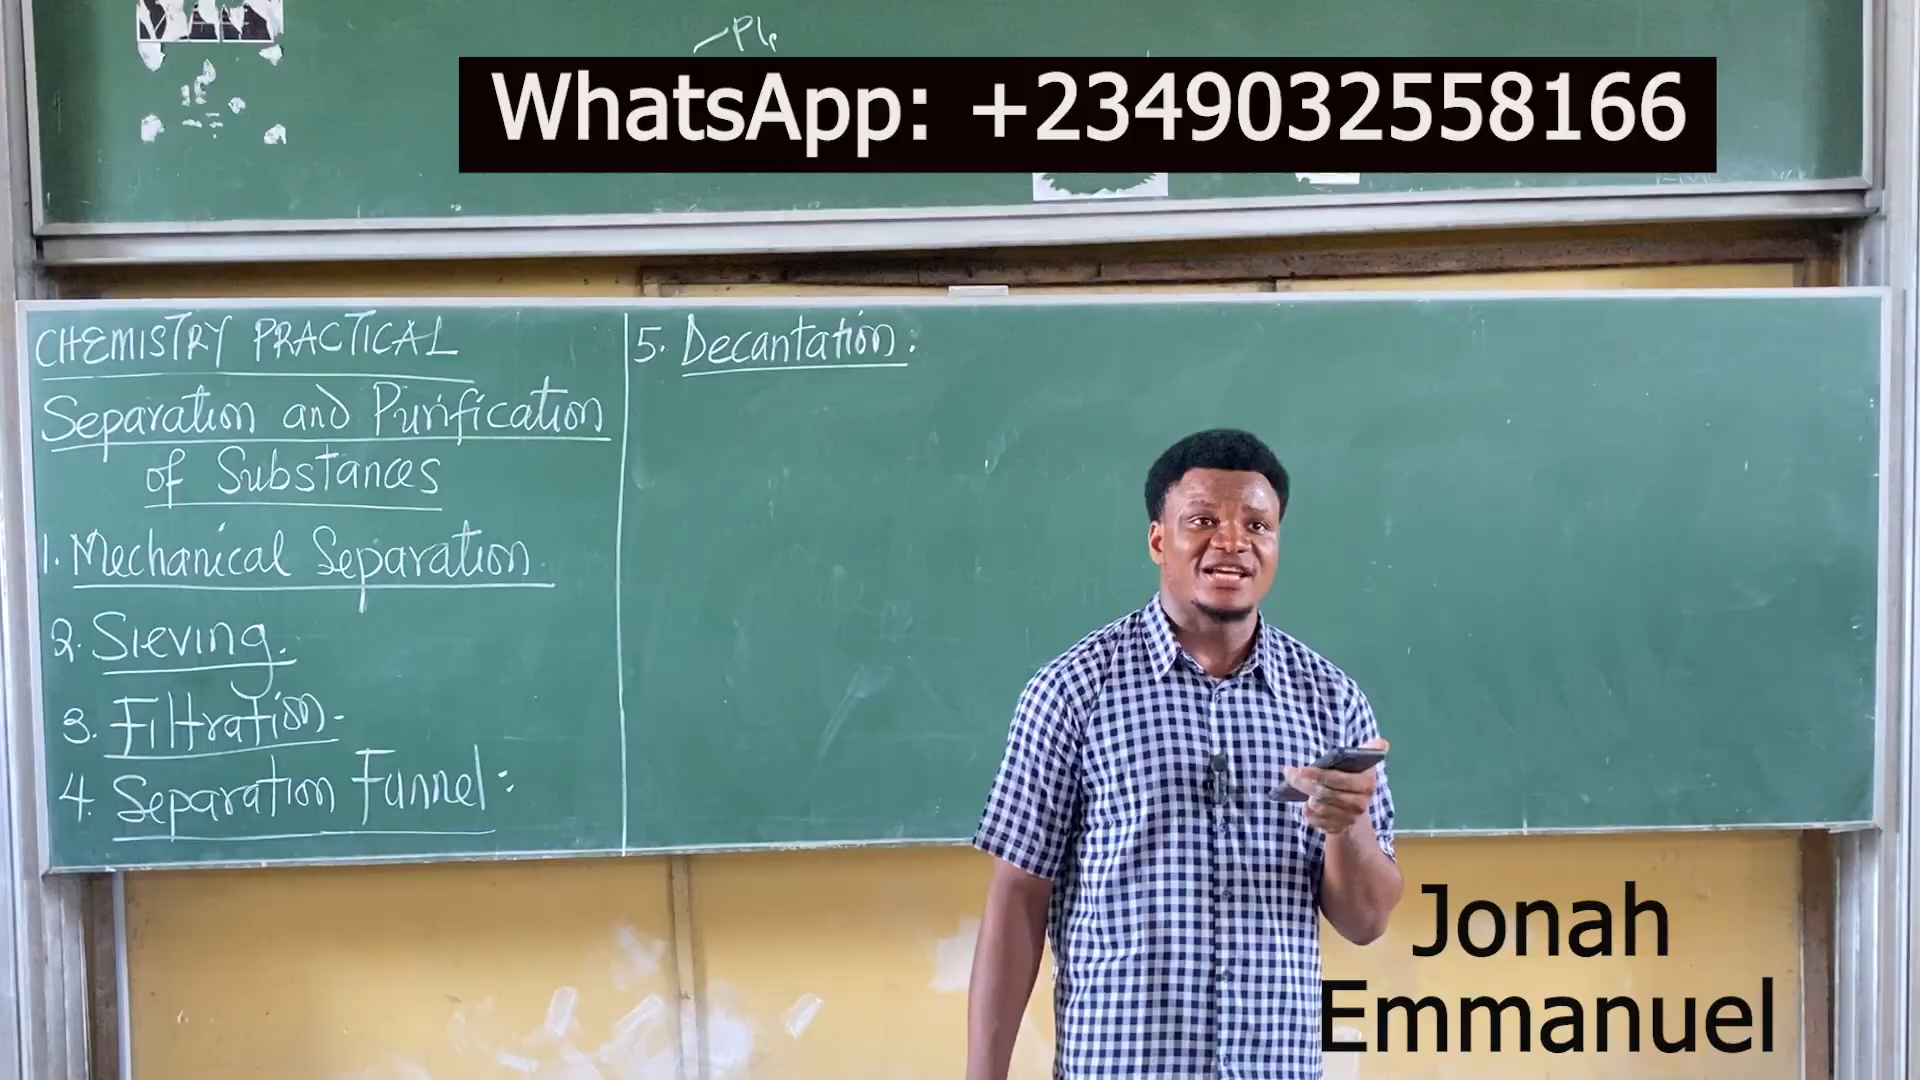 WhatsApp: +2349032558166
CHEMISTRY PRACTICAL
Separation and Purification
of Substances
1. Mechanical Separation
2. Sieving.
3. Filtration-
4. Separation Funnel:
5. Decantation:
Jonah
Emmanuel